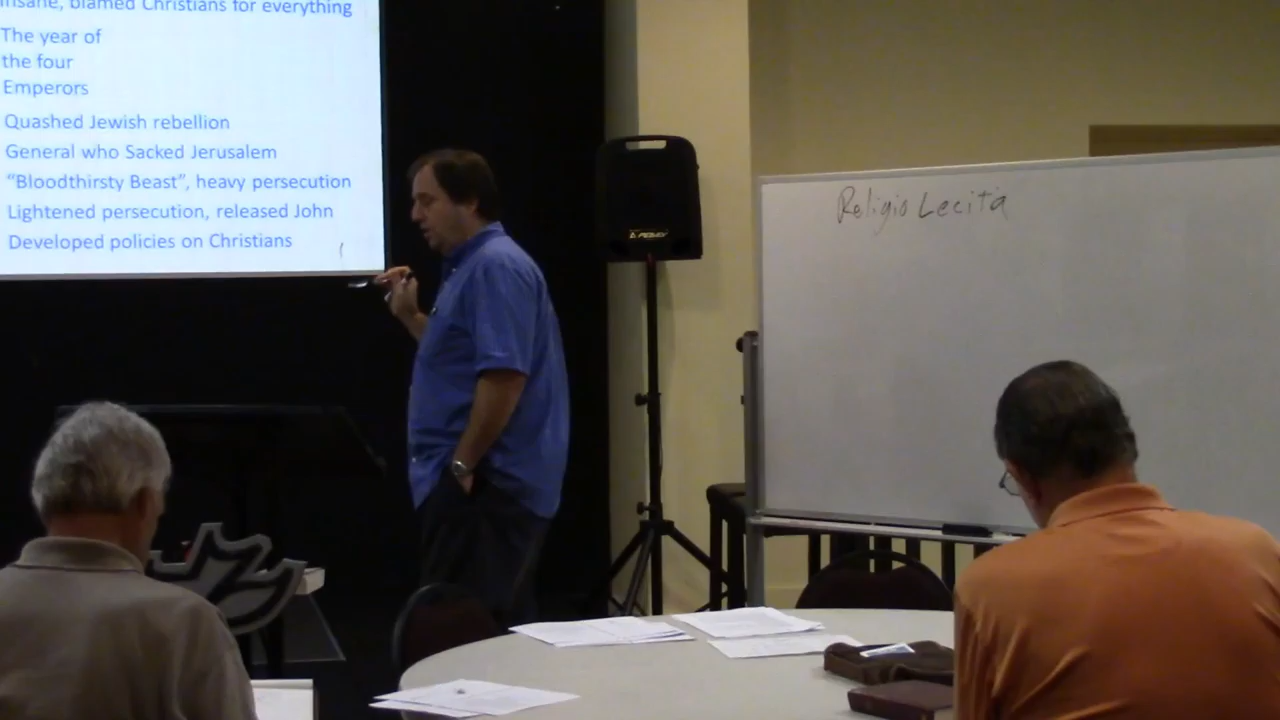 insane, blamed Christians for everything
The year of
the four
Emperors
Quashed Jewish rebellion
General who Sacked Jerusalem
“Bloodthirsty Beast”, heavy persecution
Lightened persecution, released John
Developed policies on Christians
PEAVEY
Religio Lecita